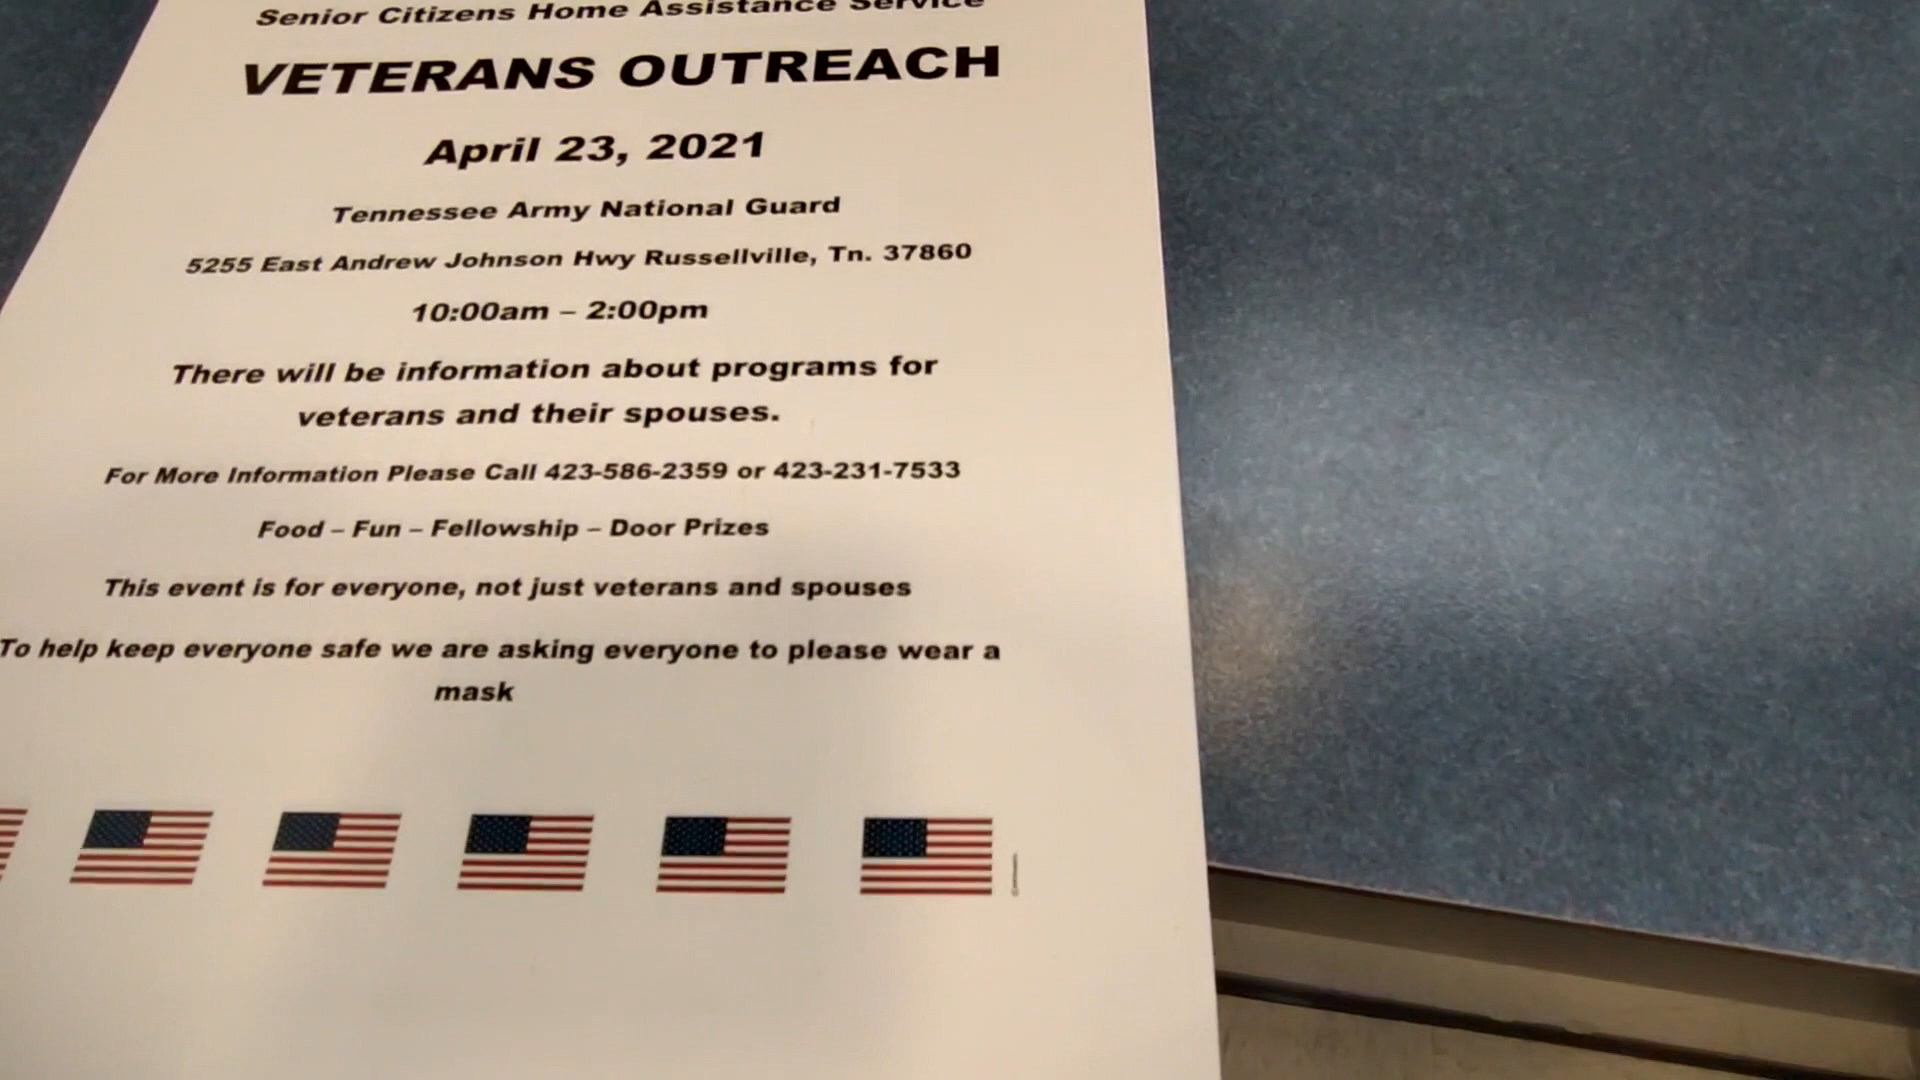 Senior Citizens Home Assistance Service
VETERANS OUTREACH
April 23, 2021
Tennessee Army National Guard
5255 East Andrew Johnson Hwy Russellville, Tn. 37860
10:00am – 2:00pm
There will be information about programs for
veterans and their spouses.
For More Information Please Call 423-586-2359 or 423-231-7533
Food – Fun – Fellowship – Door Prizes
This event is for everyone, not just veterans and spouses
To help keep everyone safe we are asking everyone to please wear a
mask